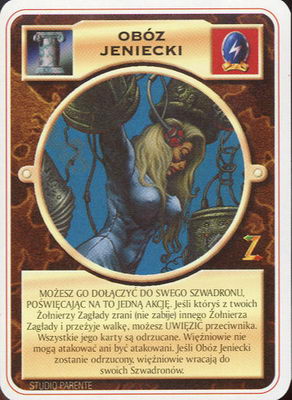 OBÓZ
JENIECKI
Z
MOŻESZ GO DOŁĄCZYĆ DO SWEGO SZWADRONU,
POŚWIĘCAJĄC NA TO JEDNĄ AKCJĘ. Jeśli któryś z twoich
Żołnierzy Zagłady zrani (nie zabije) innego Żołnierza
Zagłady i przeżyje walkę, możesz UWIĘZIĆ przeciwnika.
Wszystkie jego karty są odrzucane. Więźniowie nie
mogą atakować ani być atakowani. Jeśli Obóz Jeniecki
zostanie odrzucony, więźniowie wracają do
swoich Szwadronów.
STUDIO PARENTE